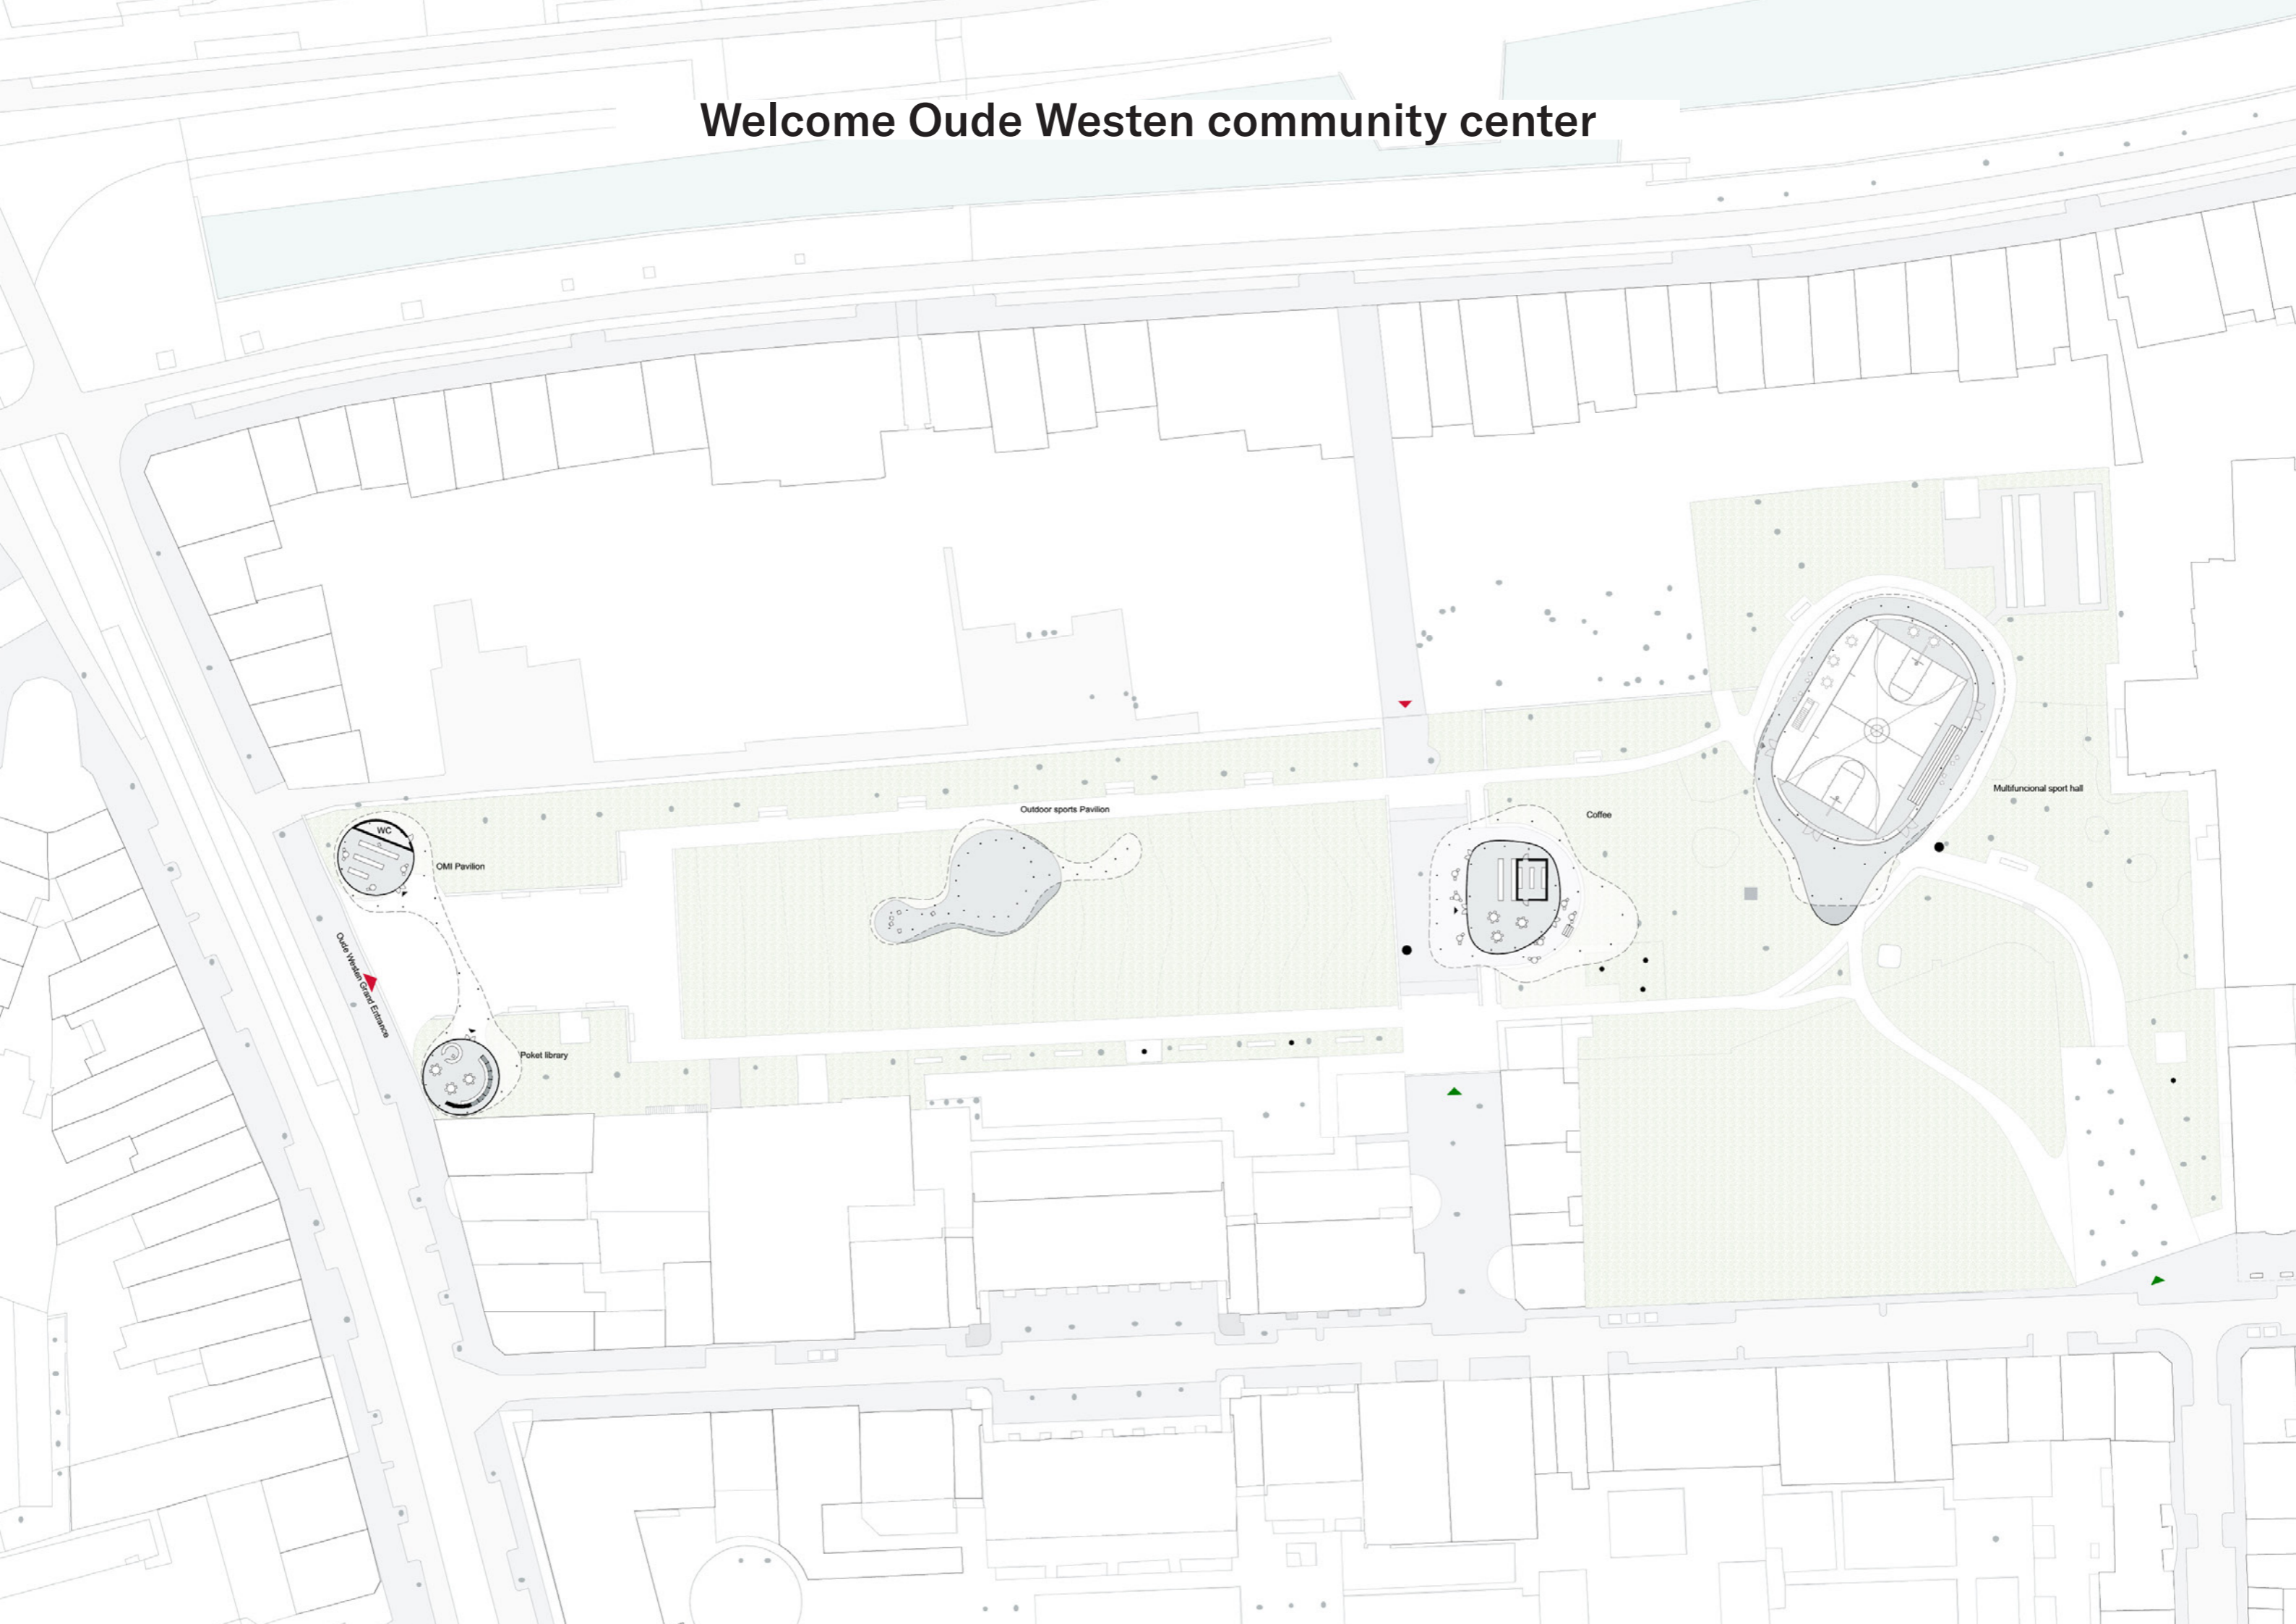 Welcome Oude Westen community center
Multifuncional sport hall
Outdoor sports Pavilion
Coffee
WC
OMI Pavilion
Oude Westen Grand Entrance
Poket library